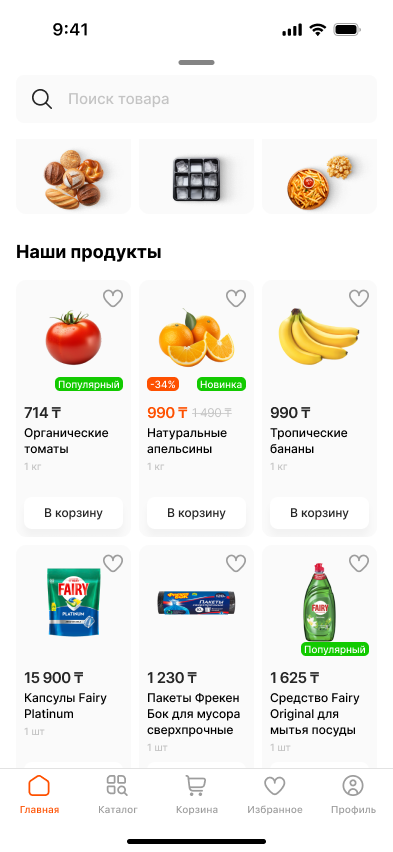 9:41
Поиск товара
Наши продукты
Популярный
-34%
Новинка
714 ₸
990 ₸ 1 490 ₸
990 ₸
Органические
томаты
1 кг
Натуральные
апельсины
1 кг
Тропические
бананы
1 кг
В корзину
В корзину
В корзину
FAIRY
PLATINUM
ФРЕКЕН
БОК
ПАКЕТЫ
FAIRY
Популярный
15 900 ₸
1 230 ₸
1 625 ₸
Капсулы Fairy
Platinum
1 шт
Пакеты Фрекен
Бок для мусора
сверхпрочные
1 шт
Средство Fairy
Original для
мытья посуды
1 шт
Главная
Каталог
Корзина
Избранное
Профиль